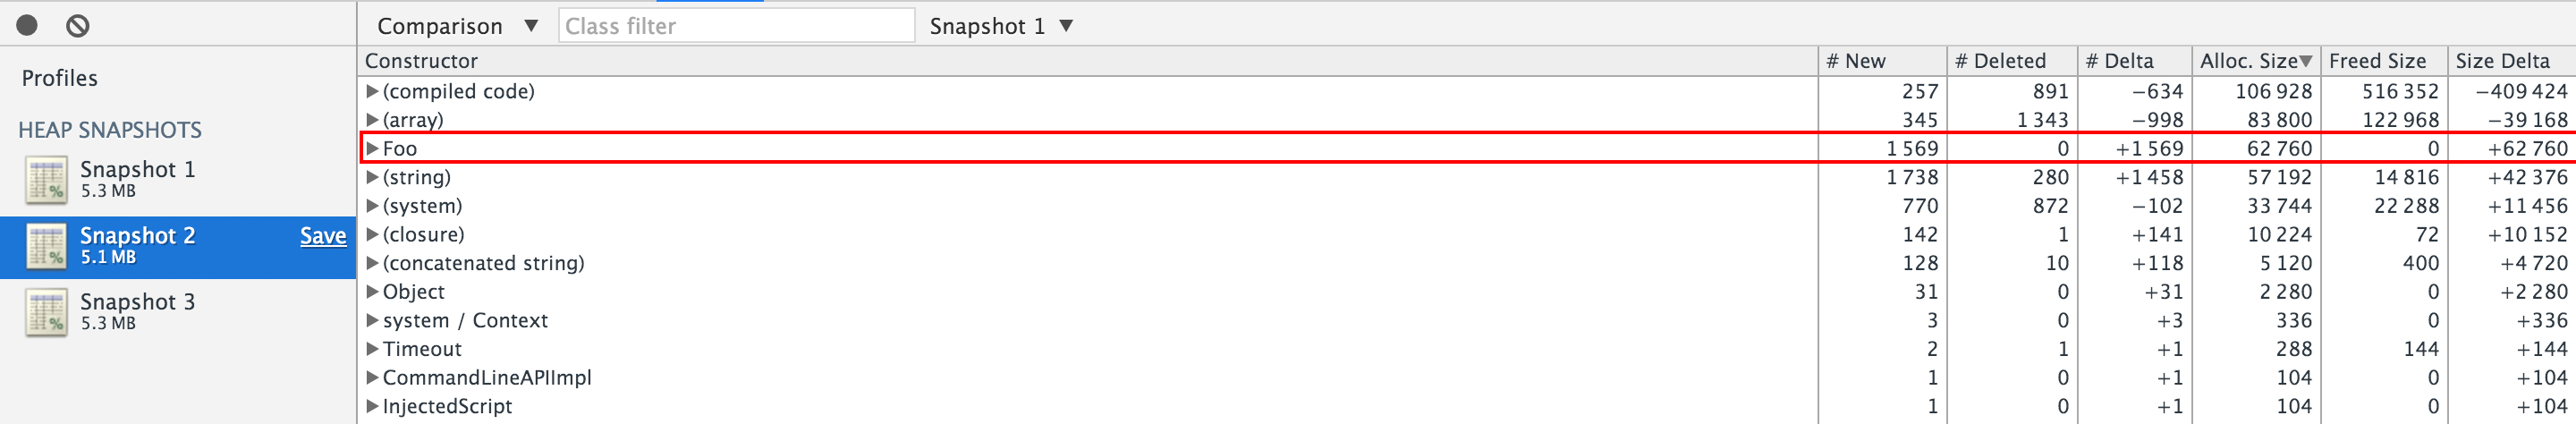 Comparison ▼ Class filter Snapshot 1 ▼
Profiles
HEAP SNAPSHOTS
Snapshot 1
5.3 MB
Snapshot 2 Save
5.1 MB
Snapshot 3
5.3 MB
Constructor # New # Deleted # Delta Alloc. Size▼ Freed Size Size Delta
▶(compiled code) 257 891 −634 106 928 516 352 −409 424
▶(array) 345 1 343 −998 83 800 122 968 −39 168
▶Foo 1 569 0 +1 569 62 760 0 +62 760
▶(string) 1 738 280 +1 458 57 192 14 816 +42 376
▶(system) 770 872 −102 33 744 22 288 +11 456
▶(closure) 142 1 +141 10 224 72 +10 152
▶(concatenated string) 128 10 +118 5 120 400 +4 720
▶Object 31 0 +31 2 280 0 +2 280
▶system / Context 3 0 +3 336 0 +336
▶Timeout 2 1 +1 288 144 +144
▶CommandLineAPIImpl 1 0 +1 104 0 +104
▶InjectedScript 1 0 +1 104 0 +104